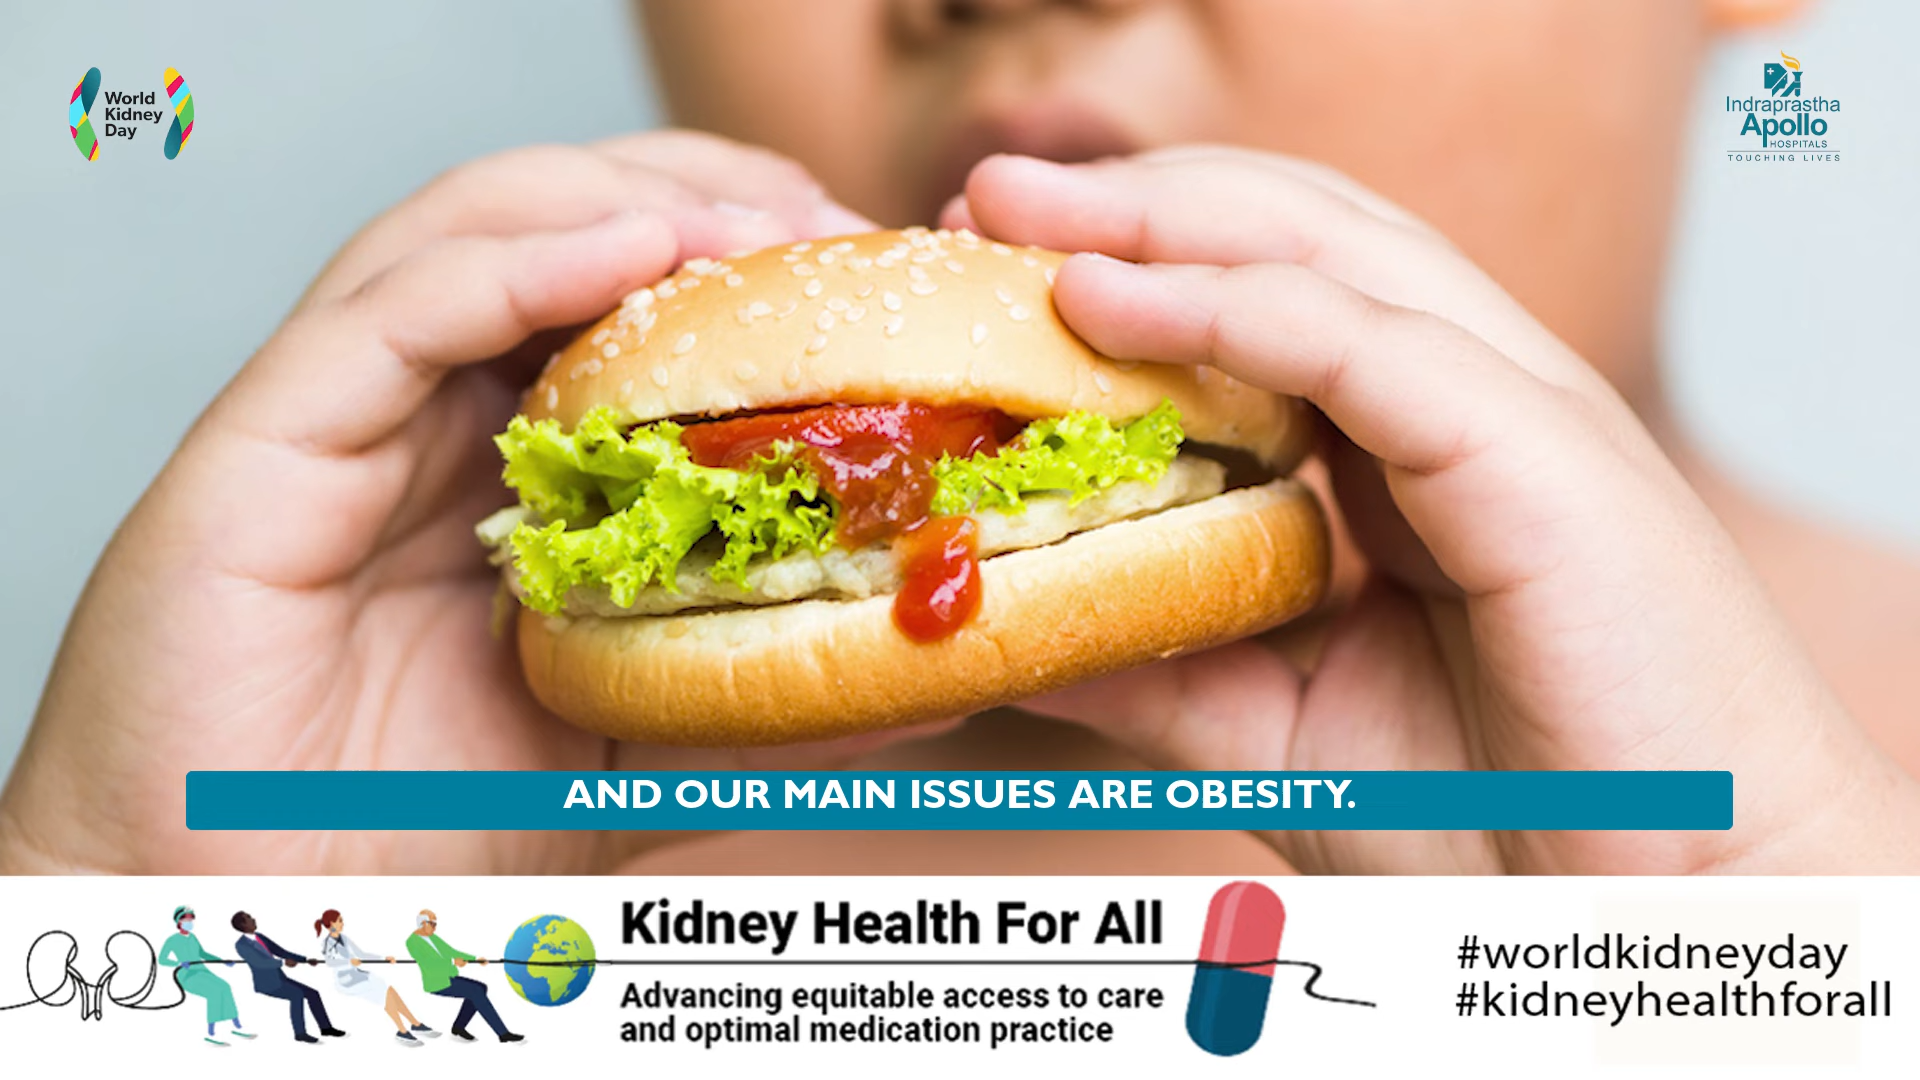 World
Kidney
Day
Indraprastha
Apollo
HOSPITALS
TOUCHING LIVES
AND OUR MAIN ISSUES ARE OBESITY.
Kidney Health For All
Advancing equitable access to care
and optimal medication practice
#worldkidneyday
#kidneyhealthforall